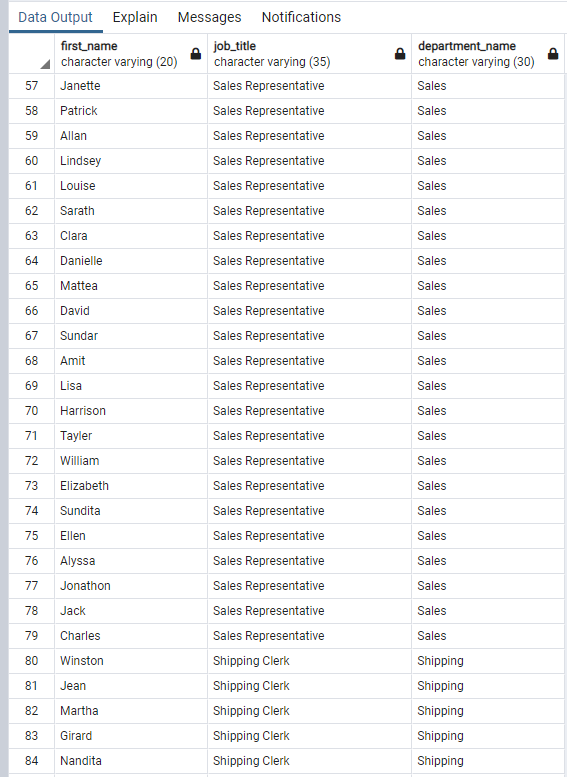 Data Output Explain Messages Notifications
first_name job_title department_name
character varying (20) character varying (35) character varying (30)
57 Janette Sales Representative Sales
58 Patrick Sales Representative Sales
59 Allan Sales Representative Sales
60 Lindsey Sales Representative Sales
61 Louise Sales Representative Sales
62 Sarath Sales Representative Sales
63 Clara Sales Representative Sales
64 Danielle Sales Representative Sales
65 Mattea Sales Representative Sales
66 David Sales Representative Sales
67 Sundar Sales Representative Sales
68 Amit Sales Representative Sales
69 Lisa Sales Representative Sales
70 Harrison Sales Representative Sales
71 Tayler Sales Representative Sales
72 William Sales Representative Sales
73 Elizabeth Sales Representative Sales
74 Sundita Sales Representative Sales
75 Ellen Sales Representative Sales
76 Alyssa Sales Representative Sales
77 Jonathon Sales Representative Sales
78 Jack Sales Representative Sales
79 Charles Sales Representative Sales
80 Winston Shipping Clerk Shipping
81 Jean Shipping Clerk Shipping
82 Martha Shipping Clerk Shipping
83 Girard Shipping Clerk Shipping
84 Nandita Shipping Clerk Shipping